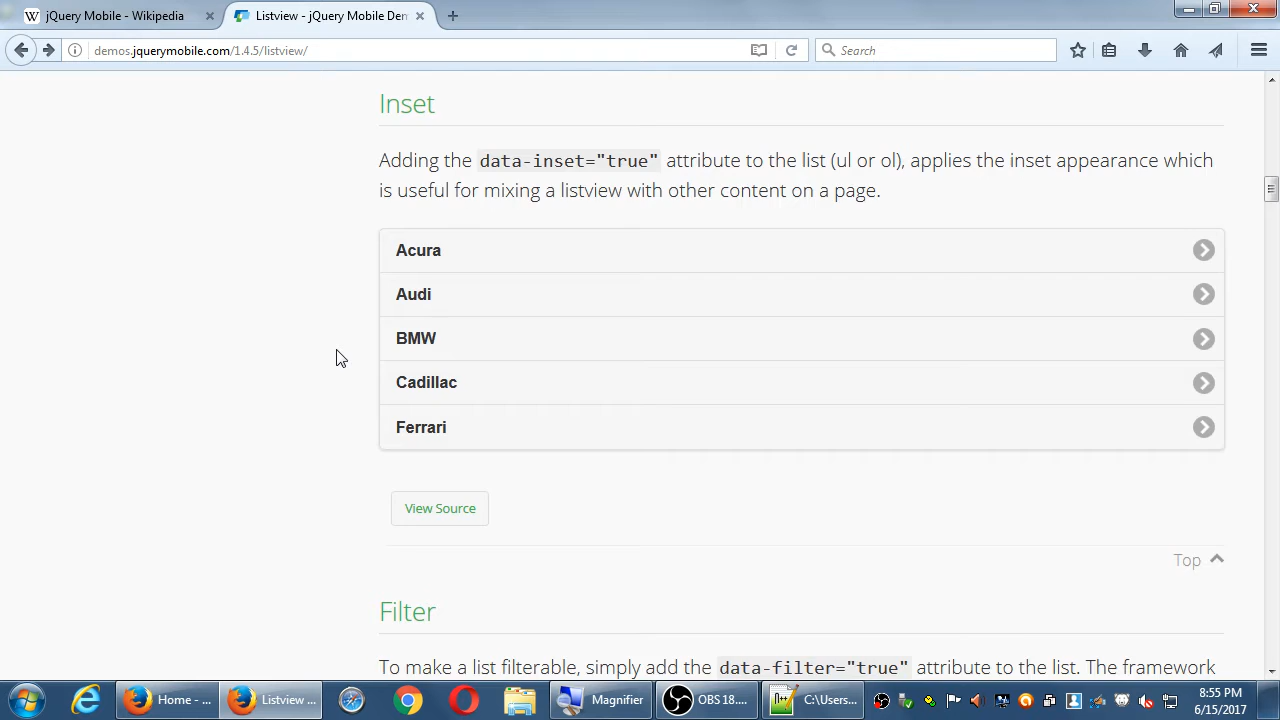 jQuery Mobile - Wikipedia
Listview - jQuery Mobile Den
demos.jquerymobile.com/1.4.5/listview/
Search
Inset
Adding the data-inset="true" attribute to the list (ul or ol), applies the inset appearance which
is useful for mixing a listview with other content on a page.
Acura
Audi
BMW
Cadillac
Ferrari
View Source
Top
Filter
To make a list filterable, simply add the data-filter="true" attribute to the list. The framework
Home - ...
Listview ...
Magnifier
OBS 18....
C:\Users...
8:55 PM
6/15/2017